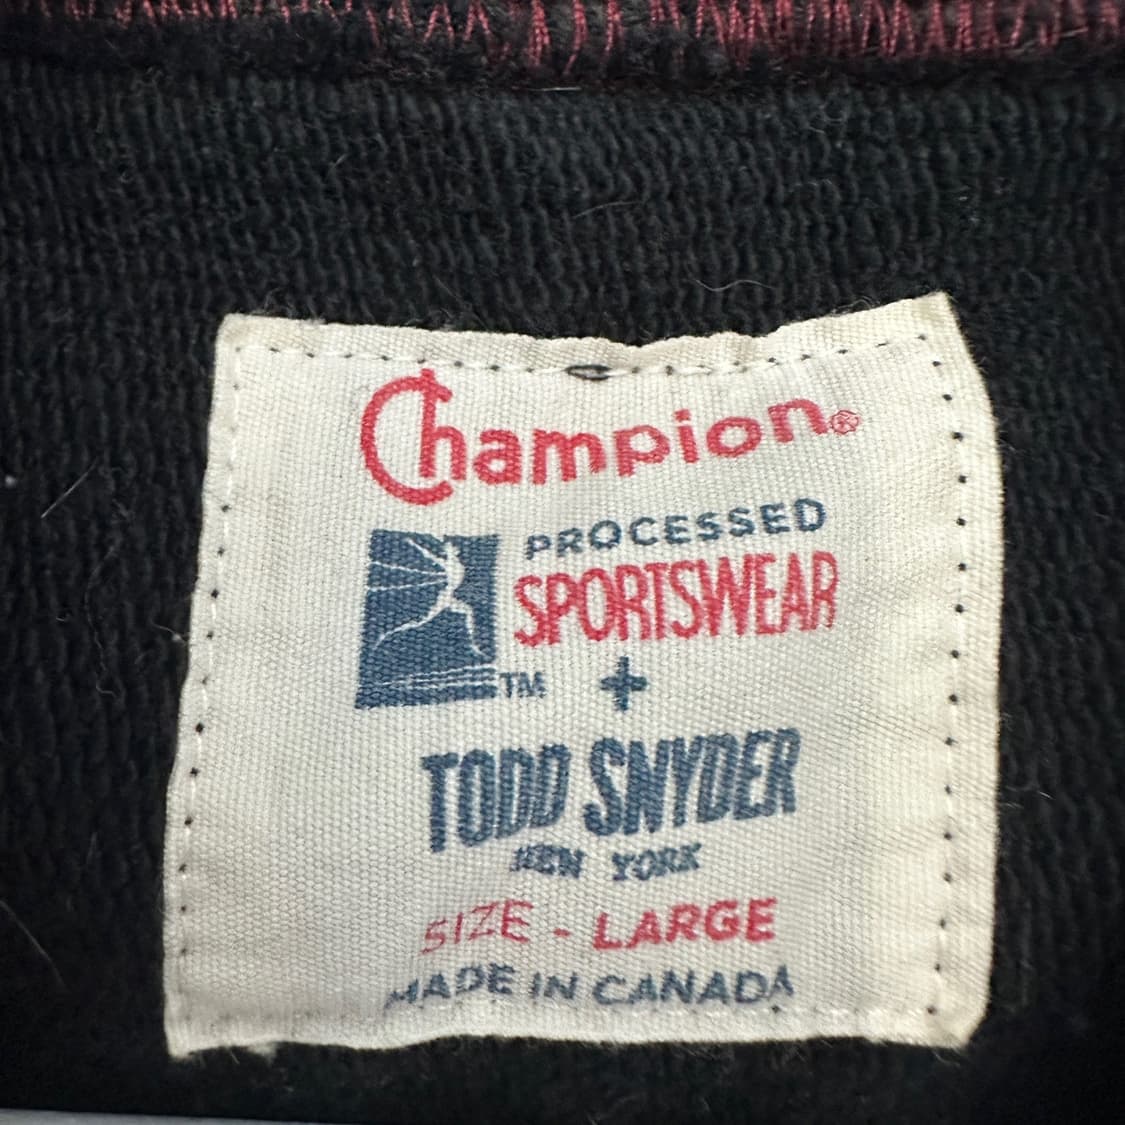 Champion®
PROCESSED
SPORTSWEAR
TM +
TODD SNYDER
NEW YORK
SIZE - LARGE
MADE IN CANADA